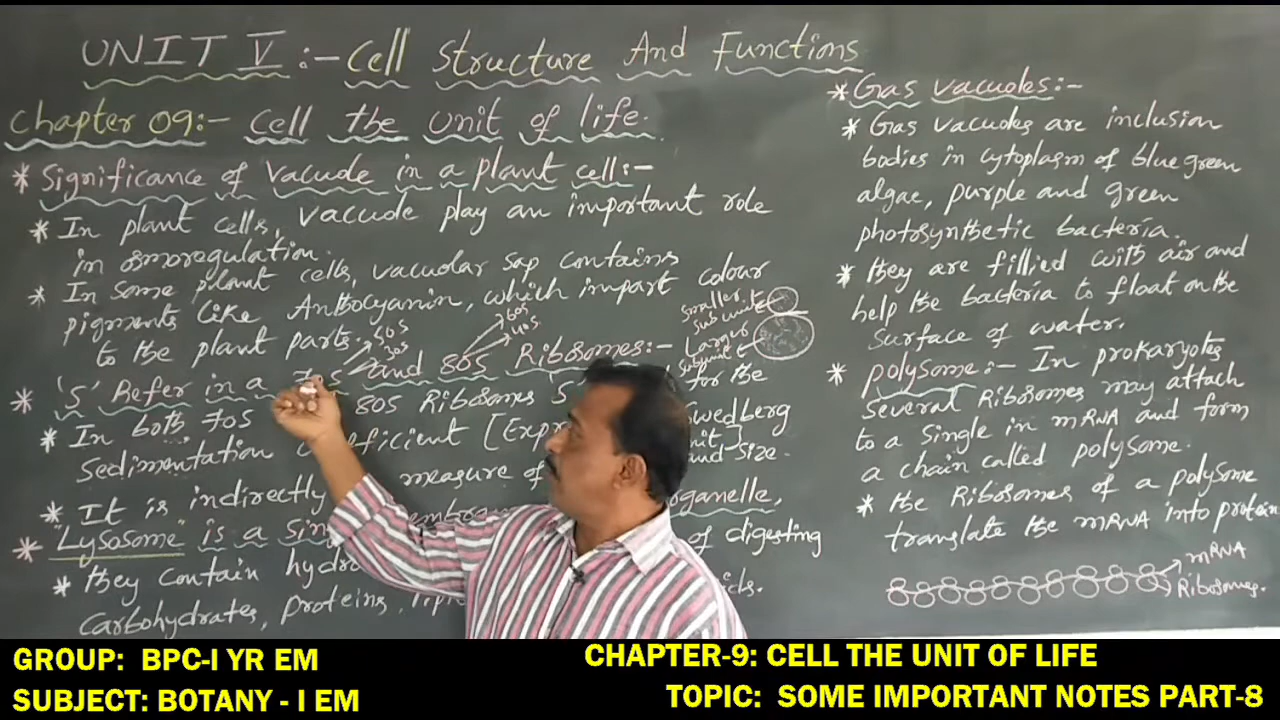 UNIT V :- Cell Structure And Functions
Chapter 09:- Cell the Unit of life.
* Significance of Vacuole in a plant cell:-
* In plant cells, vacuole play an important role
in osmoregulation.
* In some plant cells, vacuolar sap contains
pigments like Anthocyanin, which impart colour
to the plant parts.
50S
30S
60S
40S
smaller
subunit
Larger
subunit
* 'S' Refer in a 70S and 80S Ribosomes:-
* In both 70S 80S Ribosomes 'S for the
Sedimentation [Expr Swedberg
unit]
* It is indirectly measure of and size.
* "Lysosome" is a Sin organelle,
* they contain hydro of digesting
Carbohydrates, proteins,
* Gas vacuoles:-
* Gas vacuoles are inclusion
bodies in cytoplasm of blue green
algae, purple and green
photosynthetic bacteria.
* they are fillied with air and
help the bacteria to float on the
surface of water.
* polysome:- In prokaryotes
several Ribosomes may attach
to a single in mRNA and form
a chain called polysome.
* the Ribosomes of a polysome
translate the mRNA into protein
mRNA
Ribosomes.
GROUP: BPC-I YR EM
CHAPTER-9: CELL THE UNIT OF LIFE
SUBJECT: BOTANY - I EM
TOPIC: SOME IMPORTANT NOTES PART-8